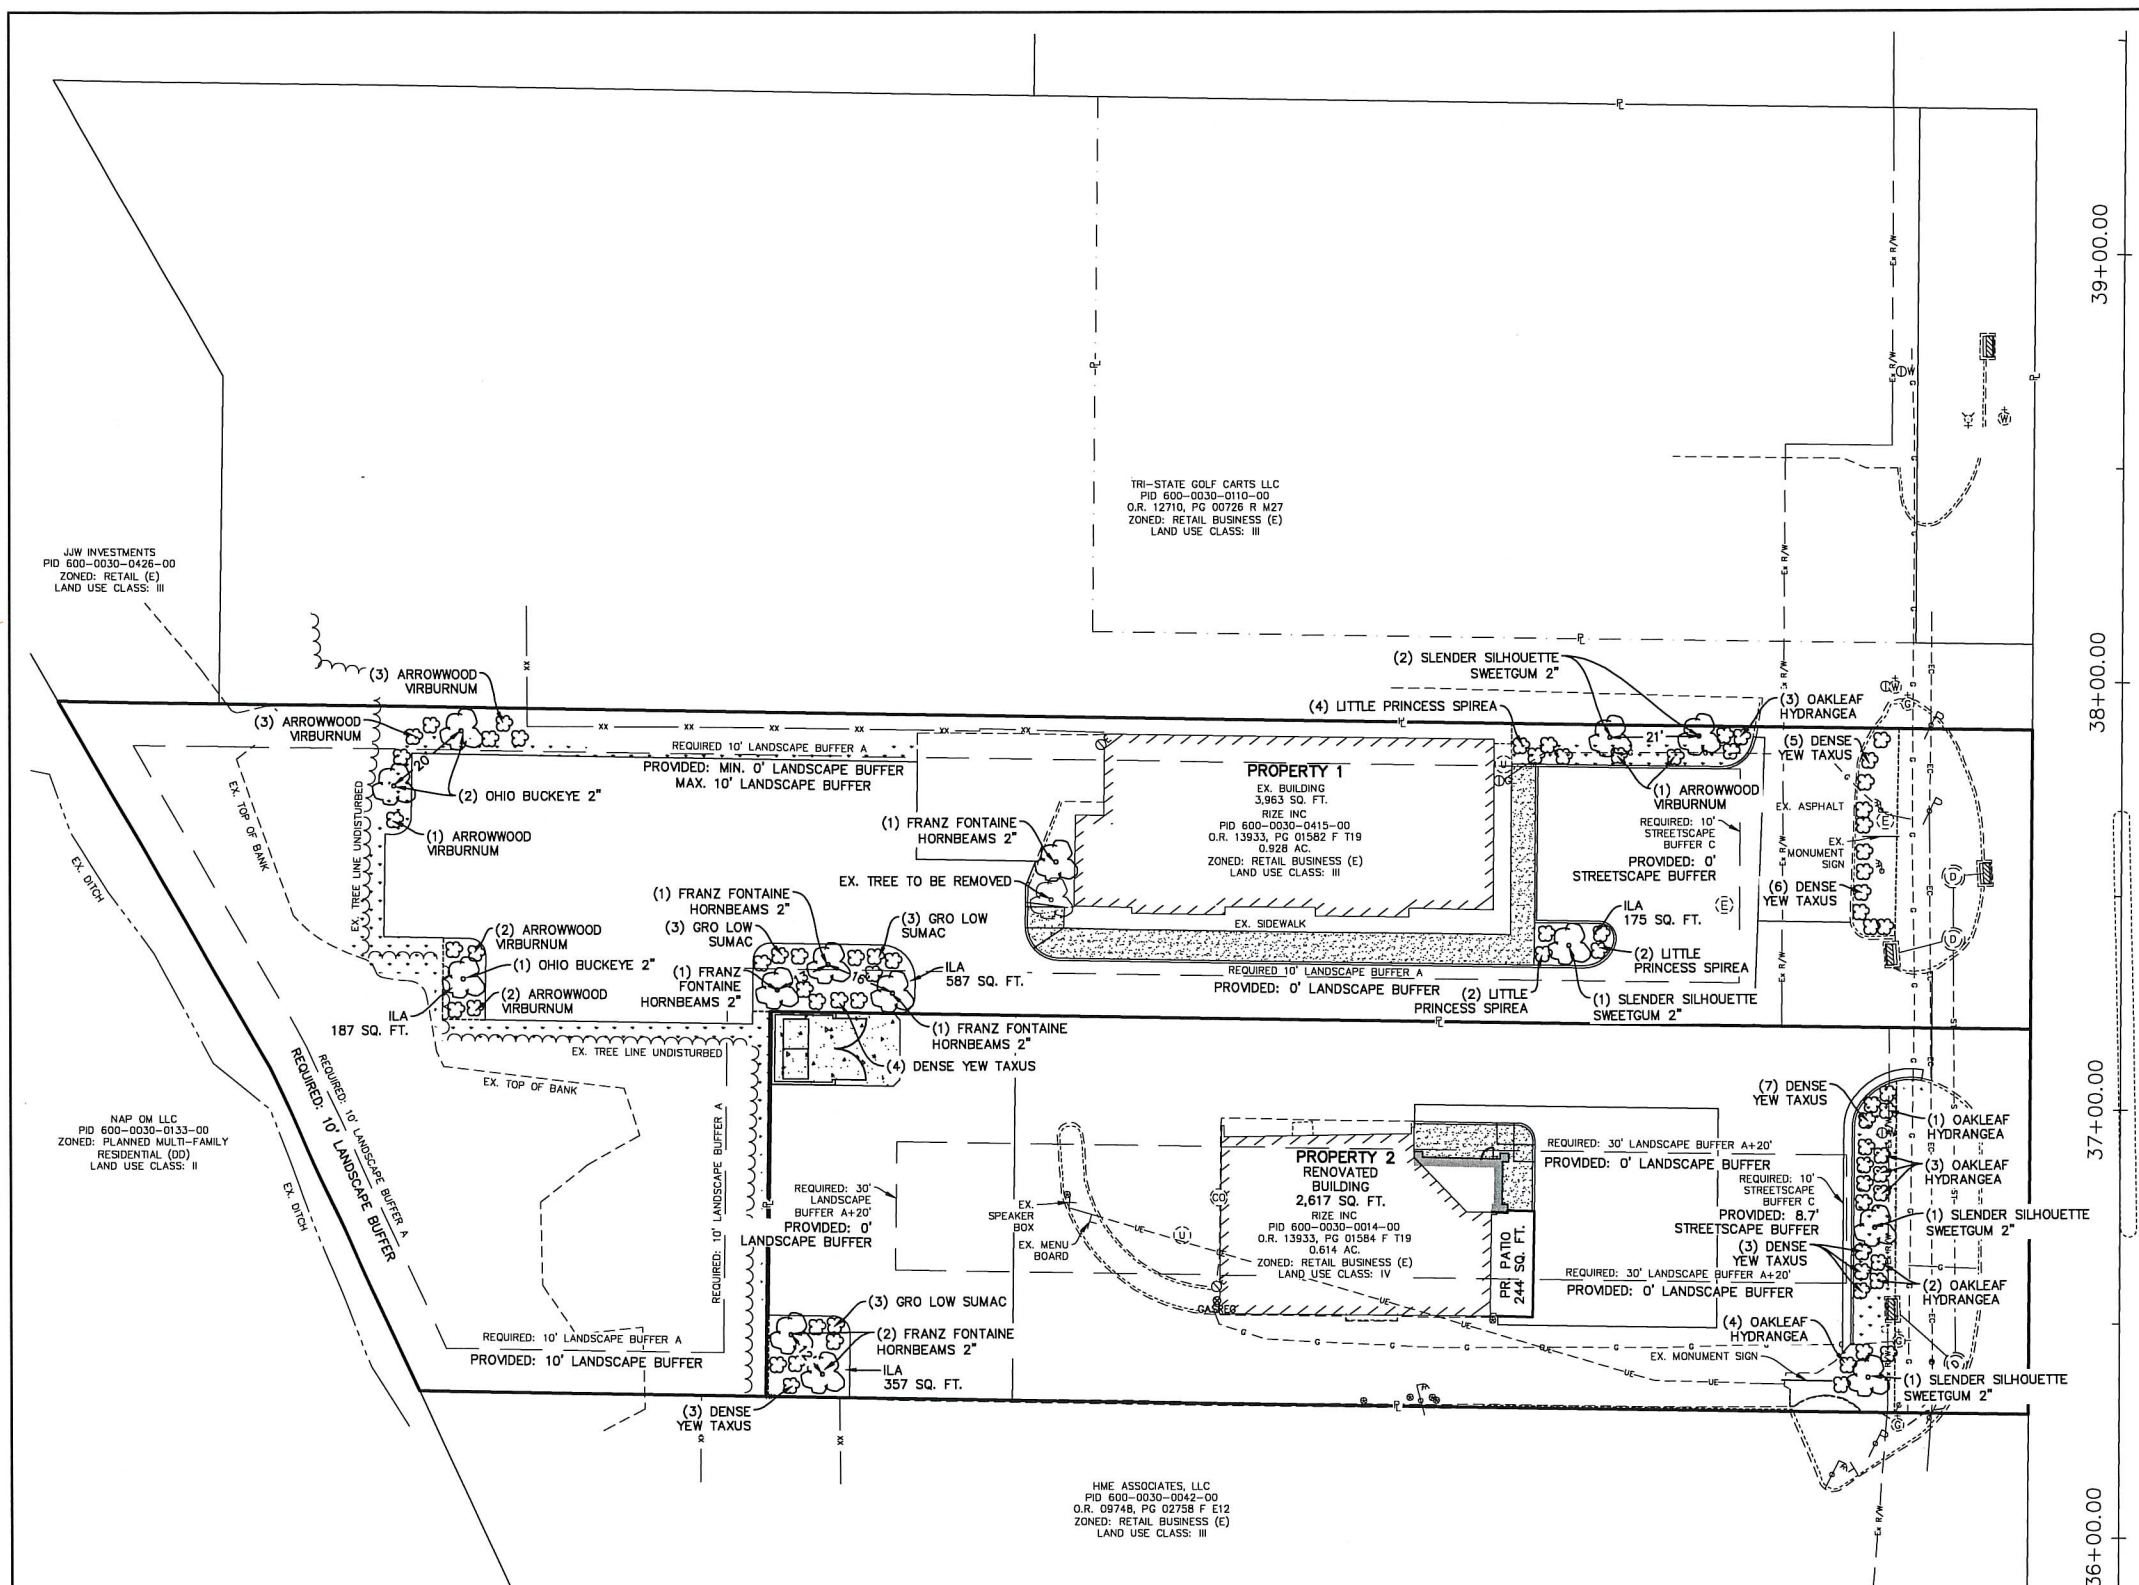 39+00.00
TRI-STATE GOLF CARTS LLC
PID 600-0030-0110-00
O.R. 12710, PG 00726 R M27
ZONED: RETAIL BUSINESS (E)
LAND USE CLASS: III
JJW INVESTMENTS
PID 600-0030-0426-00
ZONED: RETAIL (E)
LAND USE CLASS: III
38+00.00
(3) ARROWWOOD
VIRBURNUM
(3) ARROWWOOD
VIRBURNUM
20'
(2) OHIO BUCKEYE 2"
(1) ARROWWOOD
VIRBURNUM
EX. TREE LINE UNDISTURBED
EX. TOP OF BANK
EX. DITCH
REQUIRED 10' LANDSCAPE BUFFER A
PROVIDED: MIN. 0' LANDSCAPE BUFFER
MAX. 10' LANDSCAPE BUFFER
(2) SLENDER SILHOUETTE
SWEETGUM 2"
(4) LITTLE PRINCESS SPIREA
21'
(3) OAKLEAF
HYDRANGEA
(5) DENSE
YEW TAXUS
(1) ARROWWOOD
VIRBURNUM
EX. ASPHALT
REQUIRED: 10'
STREETSCAPE
BUFFER C
PROVIDED: 0'
STREETSCAPE BUFFER
EX.
MONUMENT
SIGN
(6) DENSE
YEW TAXUS
PROPERTY 1
EX. BUILDING
3,963 SQ. FT.
RIZE INC
PID 600-0030-0415-00
O.R. 13933, PG 01582 F T19
0.928 AC.
ZONED: RETAIL BUSINESS (E)
LAND USE CLASS: III
(1) FRANZ FONTAINE
HORNBEAMS 2"
EX. TREE TO BE REMOVED
(1) FRANZ FONTAINE
HORNBEAMS 2"
(3) GRO LOW
SUMAC
(3) GRO LOW
SUMAC
EX. SIDEWALK
ILA
175 SQ. FT.
(2) LITTLE
PRINCESS SPIREA
(2) ARROWWOOD
VIRBURNUM
(1) OHIO BUCKEYE 2"
(2) ARROWWOOD
VIRBURNUM
ILA
187 SQ. FT.
(1) FRANZ
FONTAINE
HORNBEAMS 2"
13'
16'
ILA
587 SQ. FT.
REQUIRED 10' LANDSCAPE BUFFER A
PROVIDED: 0' LANDSCAPE BUFFER
(2) LITTLE
PRINCESS SPIREA
(1) SLENDER SILHOUETTE
SWEETGUM 2"
(1) FRANZ FONTAINE
HORNBEAMS 2"
(4) DENSE YEW TAXUS
EX. TREE LINE UNDISTURBED
EX. TOP OF BANK
37+00.00
REQUIRED: 10' LANDSCAPE BUFFER A
REQUIRED: 10' LANDSCAPE BUFFER
NAP OM LLC
PID 600-0030-0133-00
ZONED: PLANNED MULTI-FAMILY
RESIDENTIAL (DD)
LAND USE CLASS: II
EX. DITCH
REQUIRED: 10' LANDSCAPE BUFFER A
REQUIRED: 30'
LANDSCAPE
BUFFER A+20'
PROVIDED: 0'
LANDSCAPE BUFFER
EX.
SPEAKER
BOX
EX. MENU
BOARD
PROPERTY 2
RENOVATED
BUILDING
2,617 SQ. FT.
RIZE INC
PID 600-0030-0014-00
O.R. 13933, PG 01584 F T19
0.614 AC.
ZONED: RETAIL BUSINESS (E)
LAND USE CLASS: IV
GASREG
PR. PATIO
244 SQ. FT.
(7) DENSE
YEW TAXUS
(1) OAKLEAF
HYDRANGEA
REQUIRED: 30' LANDSCAPE BUFFER A+20'
PROVIDED: 0' LANDSCAPE BUFFER
(3) OAKLEAF
HYDRANGEA
REQUIRED: 10'
STREETSCAPE
BUFFER C
PROVIDED: 8.7'
STREETSCAPE BUFFER
(1) SLENDER SILHOUETTE
SWEETGUM 2"
(3) DENSE
YEW TAXUS
REQUIRED: 30' LANDSCAPE BUFFER A+20'
PROVIDED: 0' LANDSCAPE BUFFER
(2) OAKLEAF
HYDRANGEA
(4) OAKLEAF
HYDRANGEA
EX. MONUMENT SIGN
(1) SLENDER SILHOUETTE
SWEETGUM 2"
REQUIRED: 10' LANDSCAPE BUFFER A
PROVIDED: 10' LANDSCAPE BUFFER
(3) GRO LOW SUMAC
(2) FRANZ FONTAINE
HORNBEAMS 2"
ILA
357 SQ. FT.
(3) DENSE
YEW TAXUS
HME ASSOCIATES, LLC
PID 600-0030-0042-00
O.R. 09748, PG 02758 F E12
ZONED: RETAIL BUSINESS (E)
LAND USE CLASS: III
36+00.00